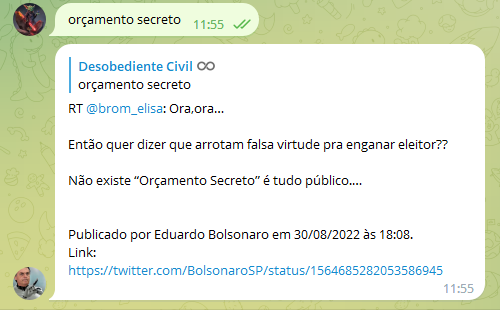 orçamento secreto
11:55
Desobediente Civil
orçamento secreto
RT @brom_elisa: Ora,ora...
Então quer dizer que arrotam falsa virtude pra enganar eleitor??
Não existe “Orçamento Secreto” é tudo público....
Publicado por Eduardo Bolsonaro em 30/08/2022 às 18:08.
Link:
https://twitter.com/BolsonaroSP/status/1564685282053586945
11:55